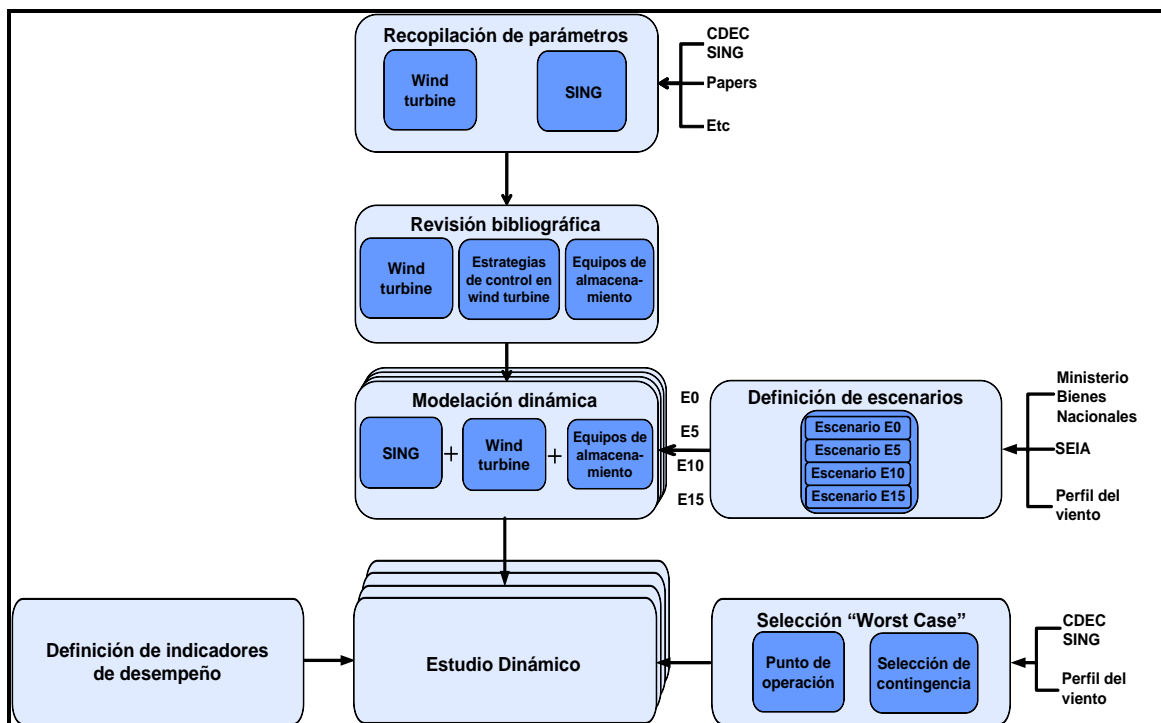 Recopilación de parámetros
Wind
turbine
SING
CDEC
SING
Papers
Etc
Revisión bibliográfica
Wind
turbine
Estrategias
de control en
wind turbine
Equipos de
almacena-
miento
Modelación dinámica
SING
+
Wind
turbine
+
Equipos de
almacena-
miento
E0
E5
E10
E15
Definición de escenarios
Escenario E0
Escenario E5
Escenario E10
Escenario E15
Ministerio
Bienes
Nacionales
SEIA
Perfil del
viento
Definición de indicadores
de desempeño
Estudio Dinámico
Selección “Worst Case”
Punto de
operación
Selección de
contingencia
CDEC
SING
Perfil del
viento